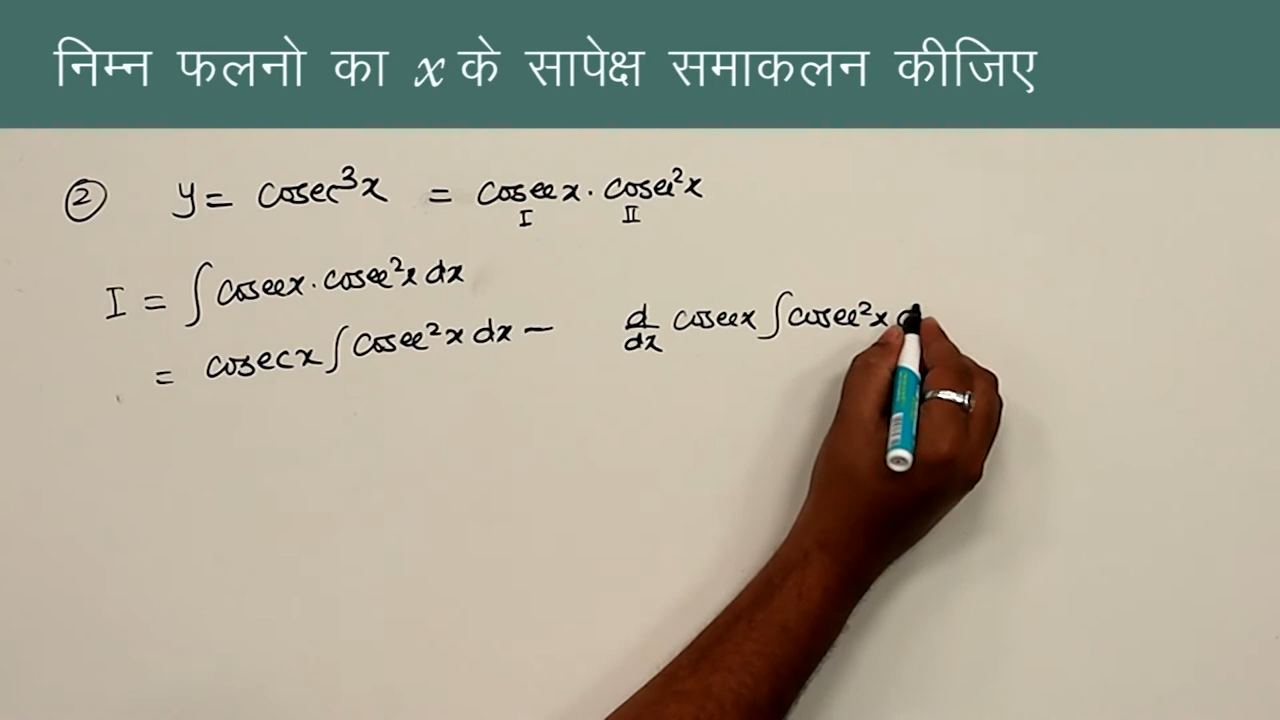 निम्न फलनो का x के सापेक्ष समाकलन कीजिए
② y = cosec³x = cosecx . cosec²x
I II
I = ∫ cosecx . cosec²x dx
= cosecx ∫ cosec²x dx − d/dx cosecx ∫ cosec²x d